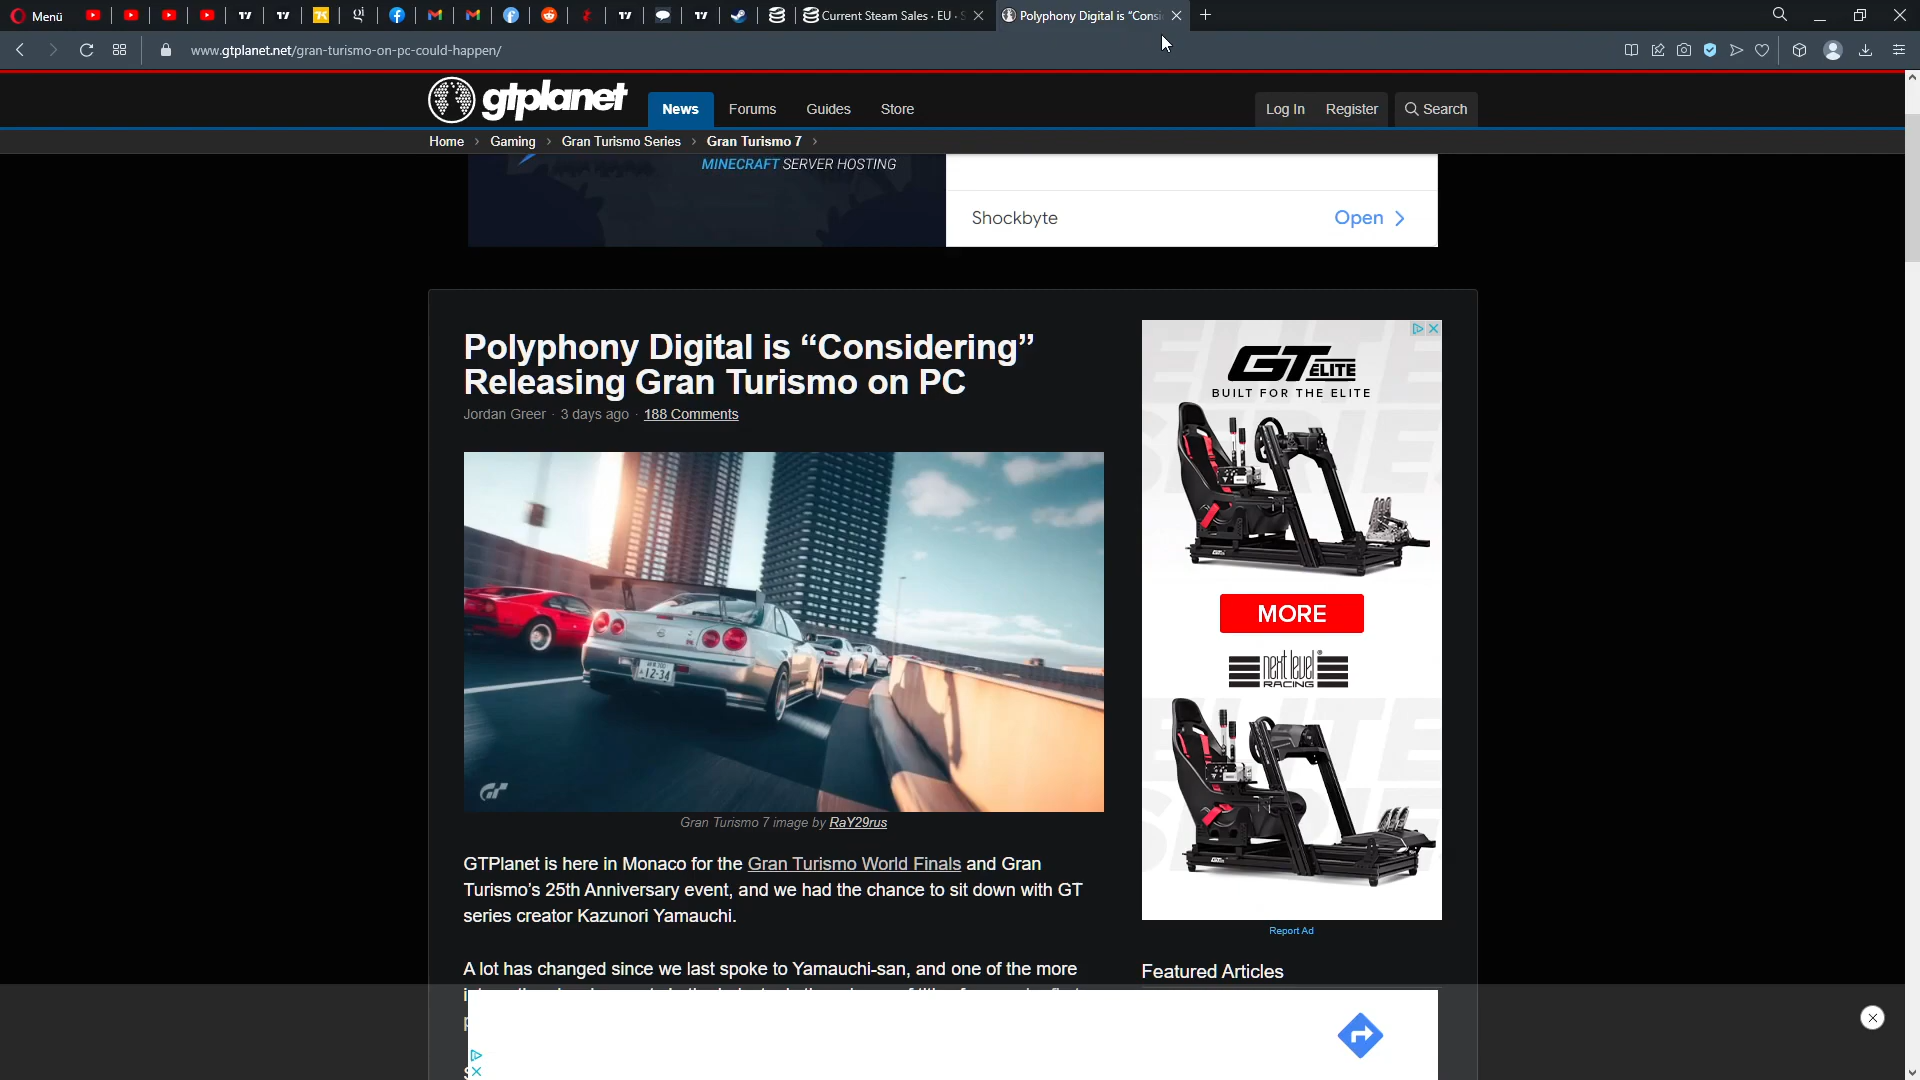 Menü
Current Steam Sales · EU ·
Polyphony Digital is “Consi
www.gtplanet.net/gran-turismo-on-pc-could-happen/
gtplanet
News
Forums
Guides
Store
Log In
Register
Search
Home
Gaming
Gran Turismo Series
Gran Turismo 7
MINECRAFT SERVER HOSTING
Shockbyte
Open
Polyphony Digital is “Considering”
Releasing Gran Turismo on PC
Jordan Greer · 3 days ago · 188 Comments
12-34
GT
Gran Turismo 7 image by RaY29rus
GTPlanet is here in Monaco for the Gran Turismo World Finals and Gran
Turismo’s 25th Anniversary event, and we had the chance to sit down with GT
series creator Kazunori Yamauchi.
A lot has changed since we last spoke to Yamauchi-san, and one of the more
GT ELITE
BUILT FOR THE ELITE
MORE
next level
RACING
Report Ad
Featured Articles